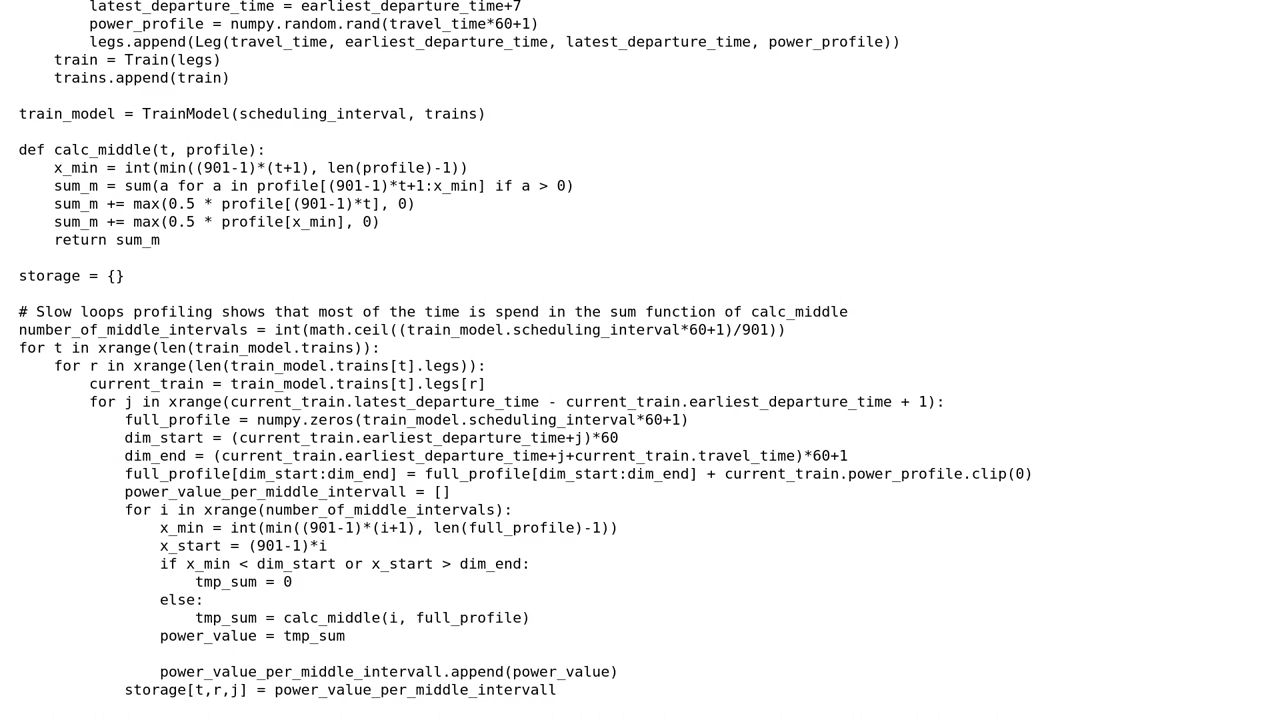 latest_departure_time = earliest_departure_time+7
        power_profile = numpy.random.rand(travel_time*60+1)
        legs.append(Leg(travel_time, earliest_departure_time, latest_departure_time, power_profile))
    train = Train(legs)
    trains.append(train)

train_model = TrainModel(scheduling_interval, trains)

def calc_middle(t, profile):
    x_min = int(min((901-1)*(t+1), len(profile)-1))
    sum_m = sum(a for a in profile[(901-1)*t+1:x_min] if a > 0)
    sum_m += max(0.5 * profile[(901-1)*t], 0)
    sum_m += max(0.5 * profile[x_min], 0)
    return sum_m

storage = {}

# Slow loops profiling shows that most of the time is spend in the sum function of calc_middle
number_of_middle_intervals = int(math.ceil((train_model.scheduling_interval*60+1)/901))
for t in xrange(len(train_model.trains)):
    for r in xrange(len(train_model.trains[t].legs)):
        current_train = train_model.trains[t].legs[r]
        for j in xrange(current_train.latest_departure_time - current_train.earliest_departure_time + 1):
            full_profile = numpy.zeros(train_model.scheduling_interval*60+1)
            dim_start = (current_train.earliest_departure_time+j)*60
            dim_end = (current_train.earliest_departure_time+j+current_train.travel_time)*60+1
            full_profile[dim_start:dim_end] = full_profile[dim_start:dim_end] + current_train.power_profile.clip(0)
            power_value_per_middle_intervall = []
            for i in xrange(number_of_middle_intervals):
                x_min = int(min((901-1)*(i+1), len(full_profile)-1))
                x_start = (901-1)*i
                if x_min < dim_start or x_start > dim_end:
                    tmp_sum = 0
                else:
                    tmp_sum = calc_middle(i, full_profile)
                power_value = tmp_sum

                power_value_per_middle_intervall.append(power_value)
            storage[t,r,j] = power_value_per_middle_intervall